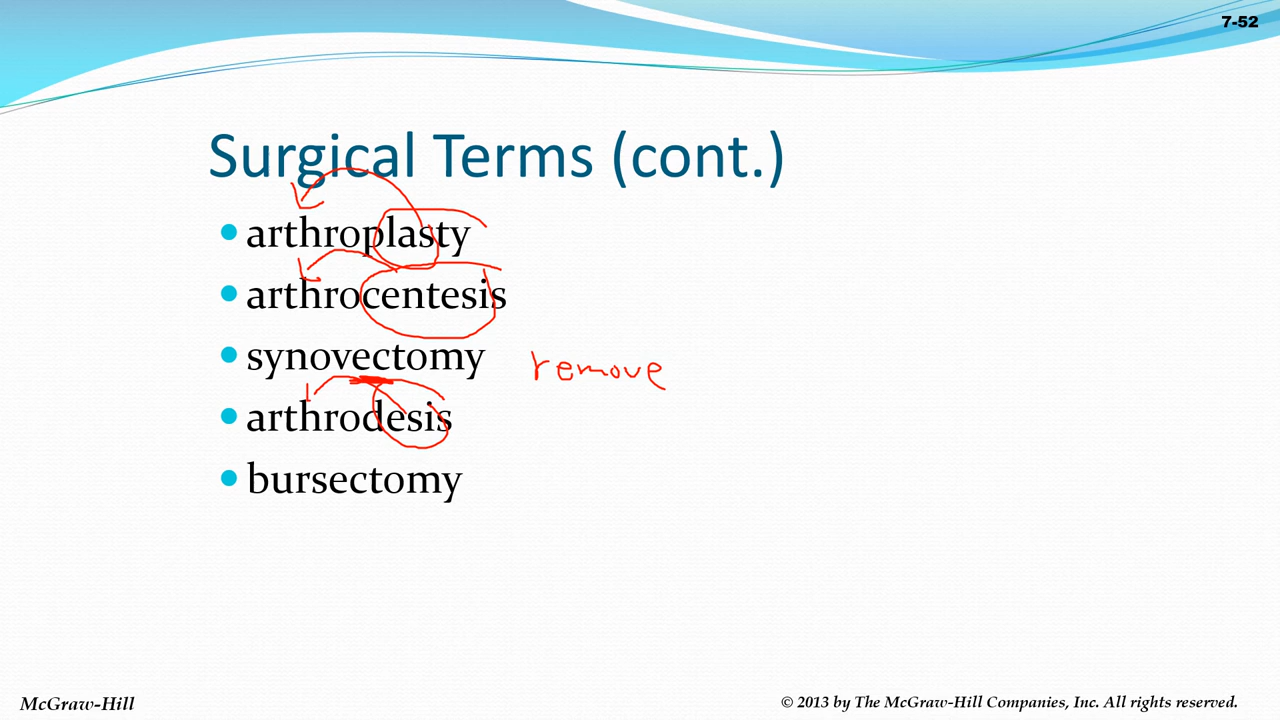 7-52
Surgical Terms (cont.)
• arthroplasty
• arthrocentesis
• synovectomy remove
• arthrodesis
• bursectomy
McGraw-Hill © 2013 by The McGraw-Hill Companies, Inc. All rights reserved.